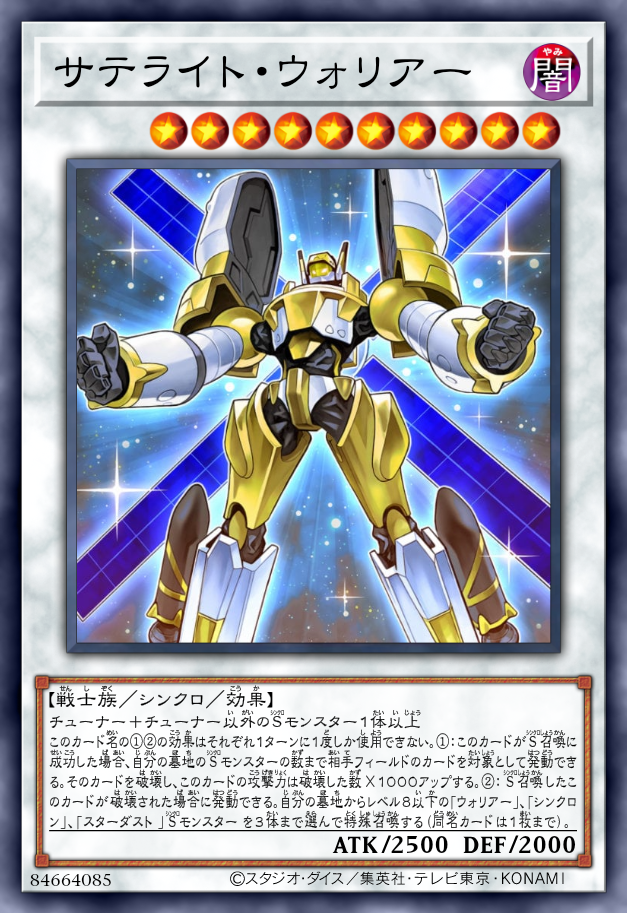 サテライト・ウォリアー
やみ
闇
【戦士族／シンクロ／効果】
チューナー＋チューナー以外のＳモンスター１体以上
このカード名の①②の効果はそれぞれ１ターンに１度しか使用できない。①：このカードがＳ召喚に
成功した場合、自分の墓地のＳモンスターの数まで相手フィールドのカードを対象として発動でき
る。そのカードを破壊し、このカードの攻撃力は破壊した数×１０００アップする。②：Ｓ召喚したこ
のカードが破壊された場合に発動できる。自分の墓地からレベル８以下の「ウォリアー」、「シンクロ
ン」、「スターダスト」Ｓモンスターを３体まで選んで特殊召喚する（同名カードは１枚まで）。
ATK/2500 DEF/2000
84664085 ©スタジオ・ダイス／集英社・テレビ東京・KONAMI